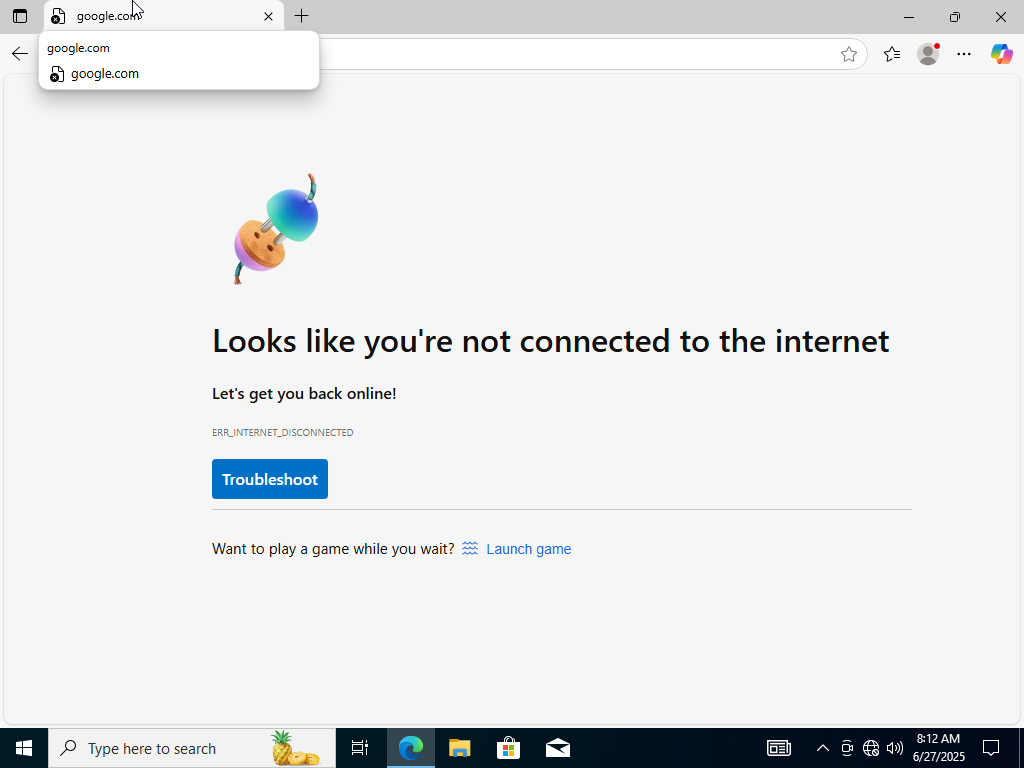 google.com
google.com
google.com
Looks like you're not connected to the internet
Let's get you back online!
ERR_INTERNET_DISCONNECTED
Troubleshoot
Want to play a game while you wait? Launch game
Type here to search
8:12 AM
6/27/2025